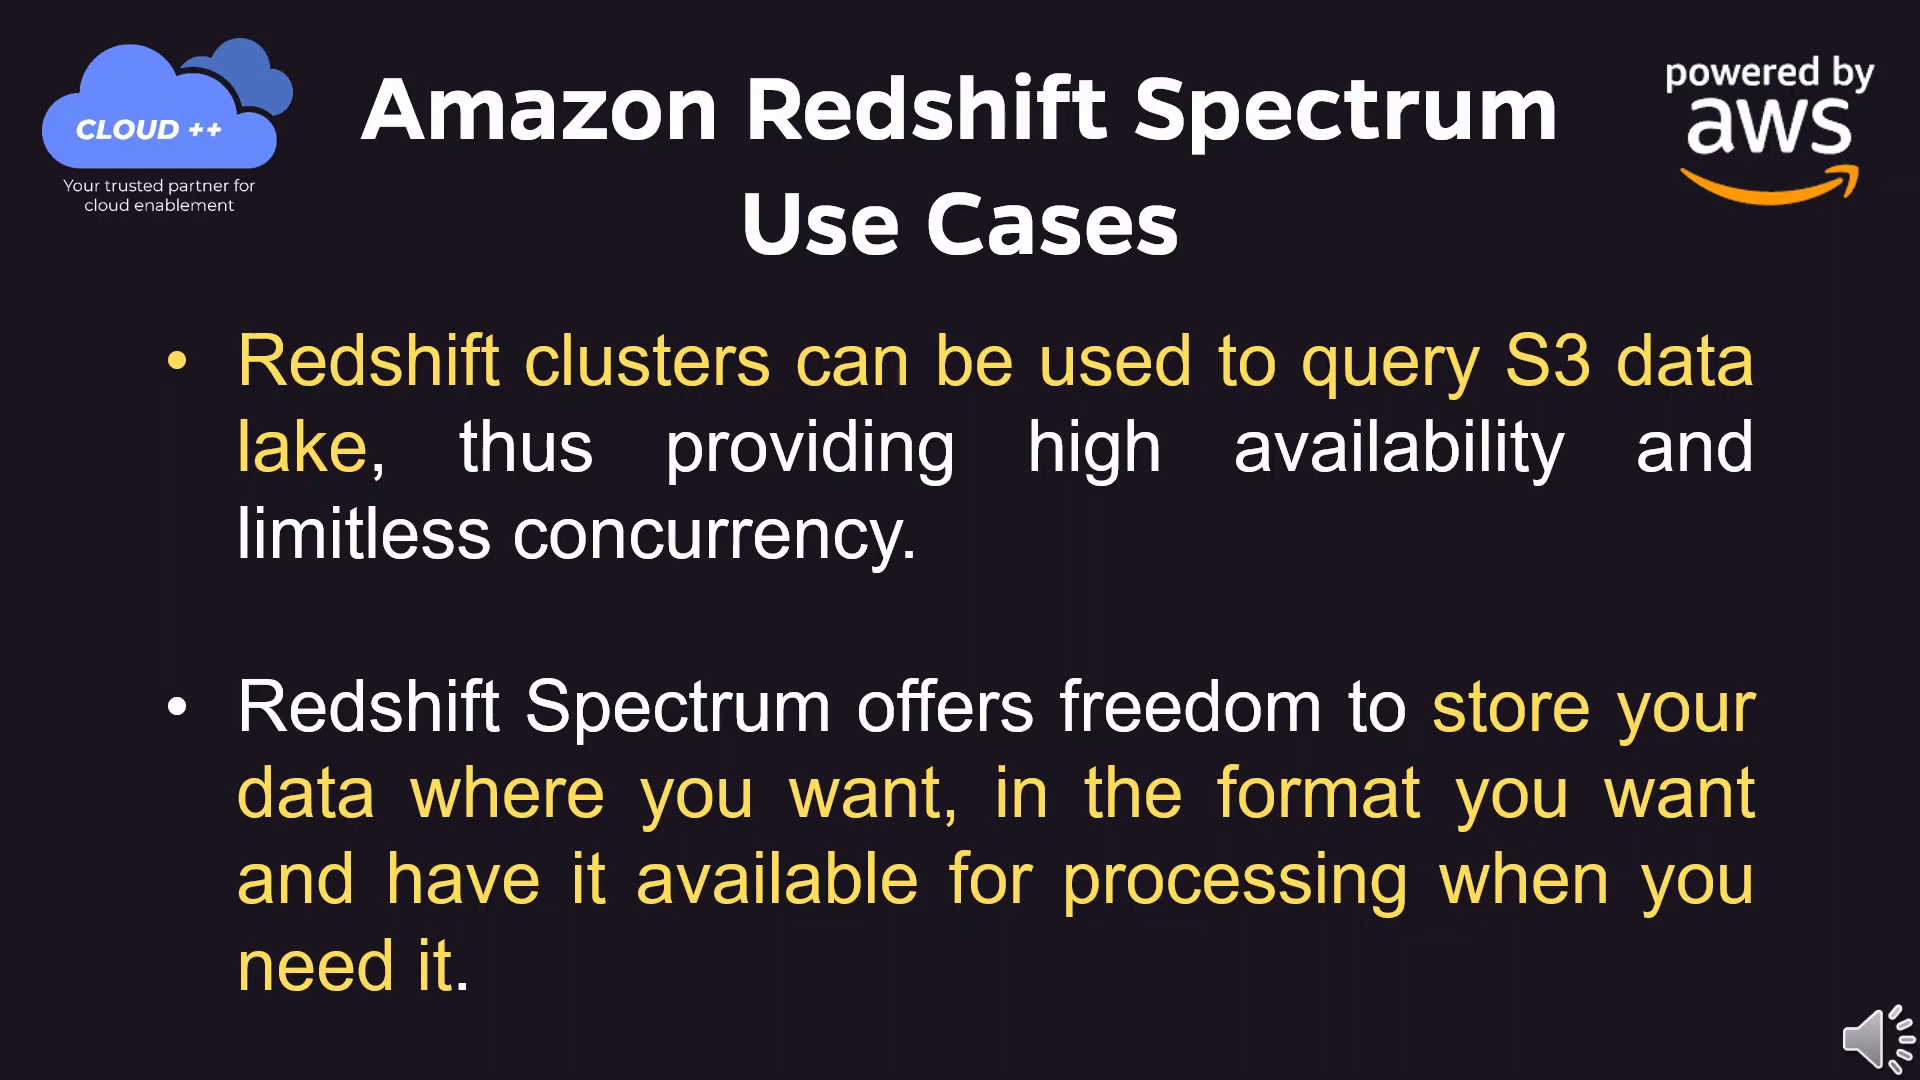 CLOUD ++
Your trusted partner for
cloud enablement
Amazon Redshift Spectrum
Use Cases
powered by
aws
• Redshift clusters can be used to query S3 data
lake, thus providing high availability and
limitless concurrency.
• Redshift Spectrum offers freedom to store your
data where you want, in the format you want
and have it available for processing when you
need it.